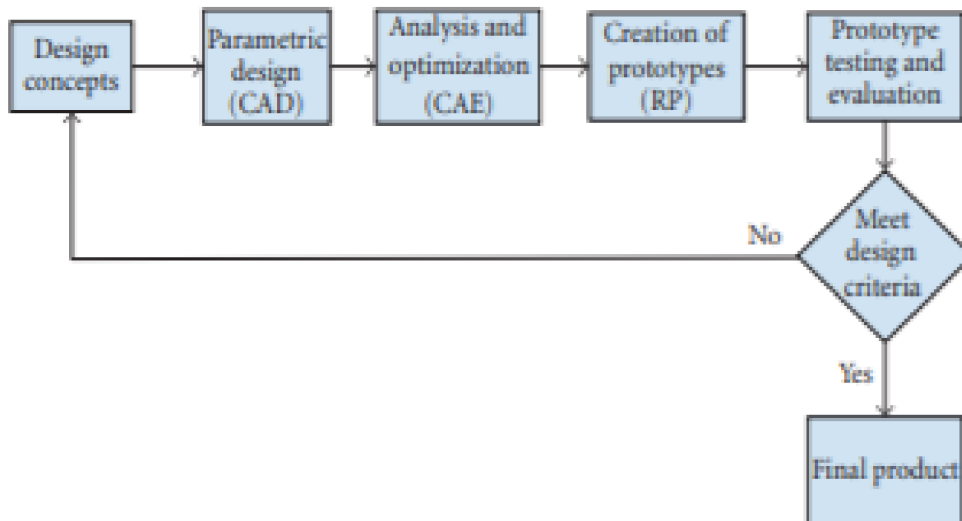 Design
concepts
Parametric
design
(CAD)
Analysis and
optimization
(CAE)
Creation of
prototypes
(RP)
Prototype
testing and
evaluation
Meet
design
criteria
No
Yes
Final product